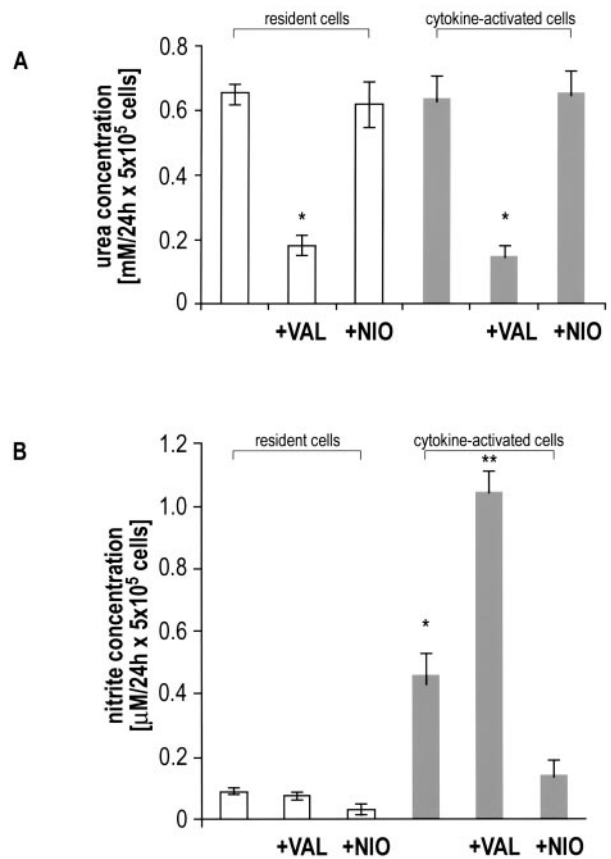 A
resident cells
cytokine-activated cells
urea concentration
[mM/24h x 5x10⁵ cells]
0.8
0.6
0.4
0.2
0
*
*
+VAL +NIO +VAL +NIO
B
resident cells
cytokine-activated cells
nitrite concentration
[µM/24h x 5x10⁵ cells]
1.2
1.0
0.8
0.6
0.4
0.2
0
*
**
+VAL +NIO +VAL +NIO